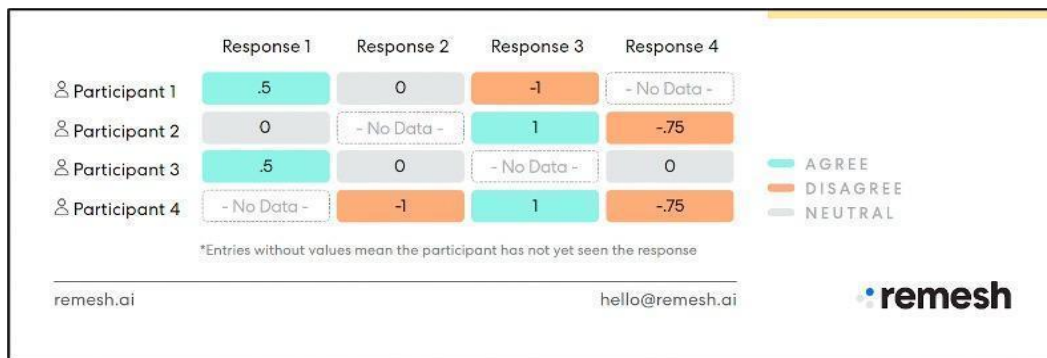 Response 1 Response 2 Response 3 Response 4
Participant 1 .5 0 -1 - No Data -
Participant 2 0 - No Data - 1 -.75
Participant 3 .5 0 - No Data - 0
Participant 4 - No Data - -1 1 -.75
AGREE
DISAGREE
NEUTRAL
*Entries without values mean the participant has not yet seen the response
remesh.ai hello@remesh.ai remesh